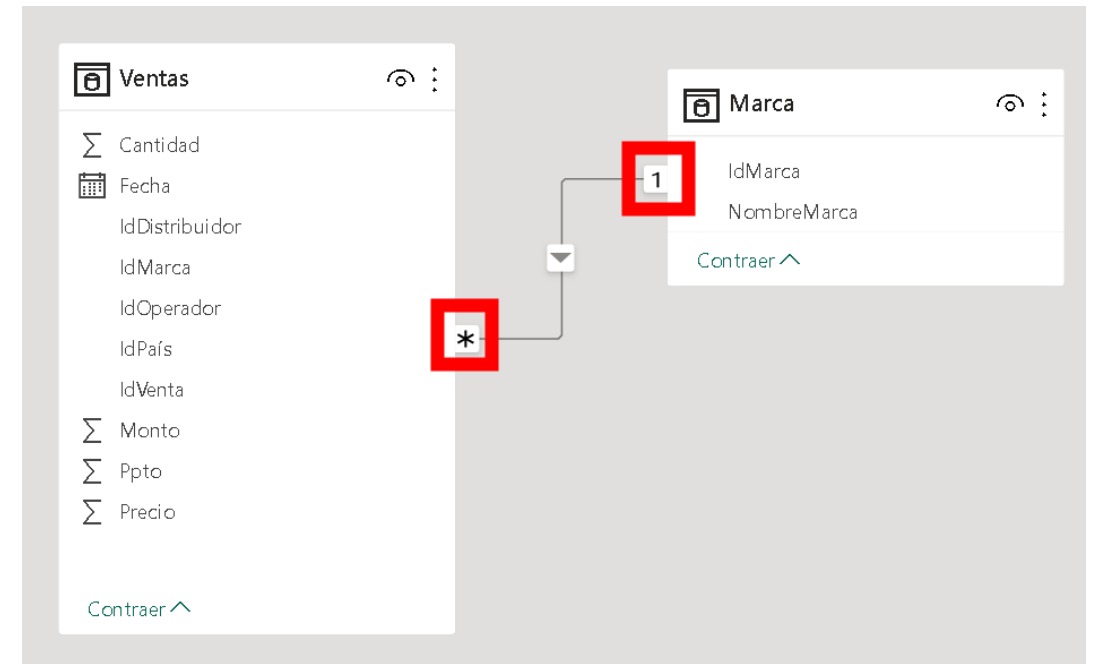 Ventas
Cantidad
Fecha
IdDistribuidor
IdMarca
IdOperador
IdPaís
IdVenta
Monto
Ppto
Precio
Contraer
*
1
Marca
IdMarca
NombreMarca
Contraer